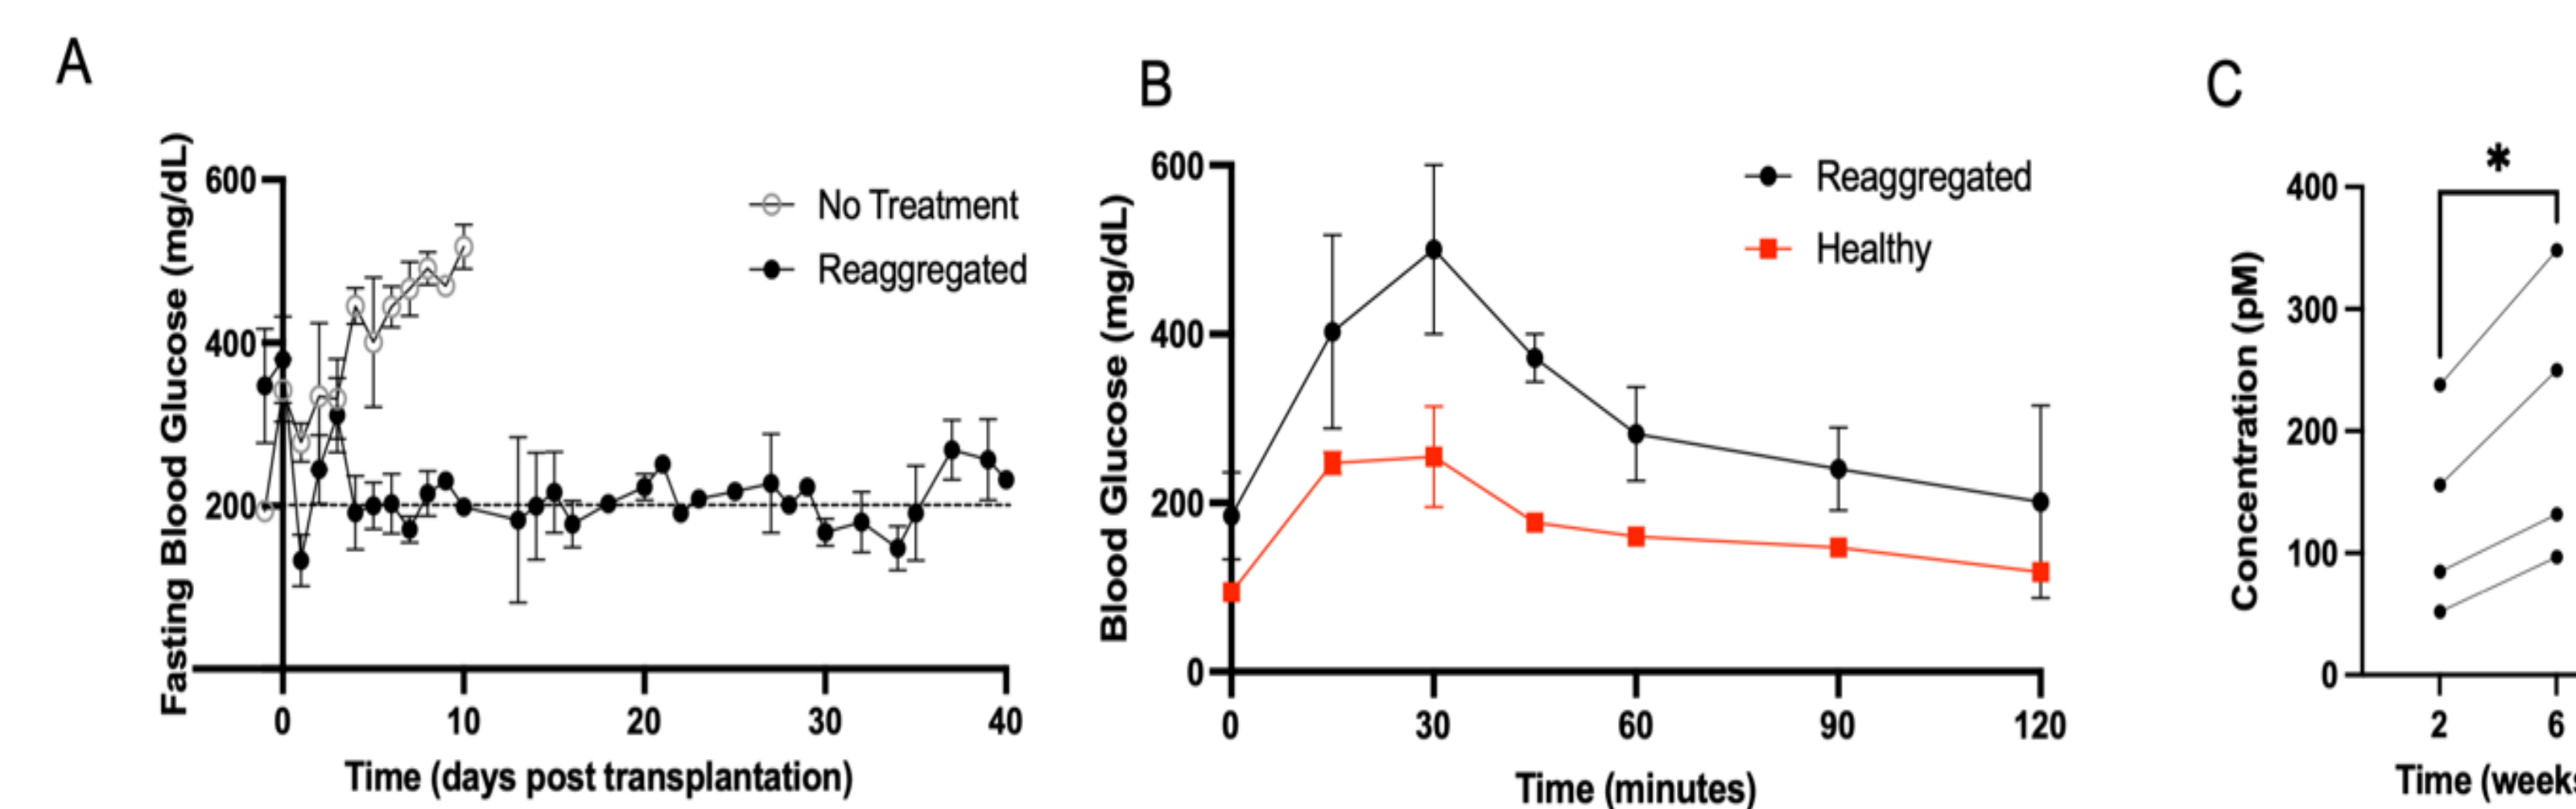 A
Fasting Blood Glucose (mg/dL)
600
400
200
No Treatment
Reaggregated
0 10 20 30 40
Time (days post transplantation)
B
Blood Glucose (mg/dL)
600
400
200
0
Reaggregated
Healthy
0 30 60 90 120
Time (minutes)
C
Concentration (pM)
400
300
200
100
0
*
2 6
Time (weeks